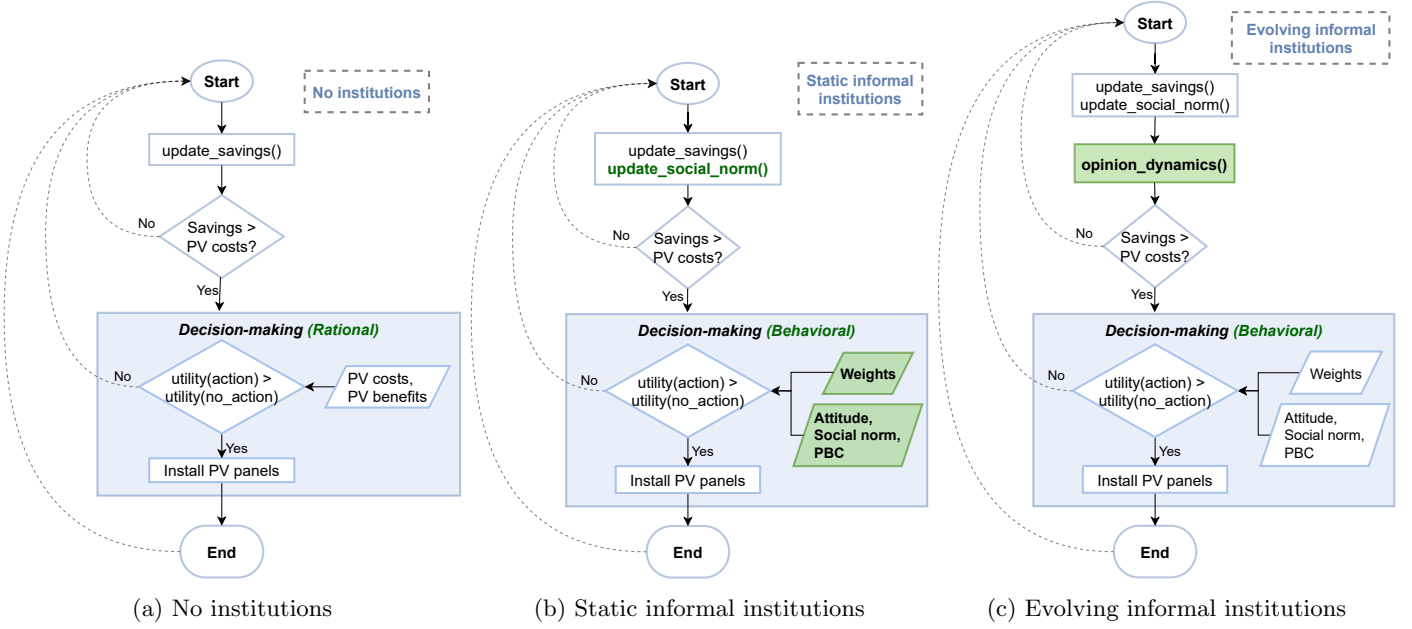 Start
No institutions
update_savings()
No
Savings >
PV costs?
Yes
Decision-making (Rational)
No
utility(action) >
utility(no_action)
PV costs,
PV benefits
Yes
Install PV panels
End
(a) No institutions
Start
Static informal
institutions
update_savings()
update_social_norm()
No
Savings >
PV costs?
Yes
Decision-making (Behavioral)
No
utility(action) >
utility(no_action)
Weights
Attitude,
Social norm,
PBC
Yes
Install PV panels
End
(b) Static informal institutions
Start
Evolving informal
institutions
update_savings()
update_social_norm()
opinion_dynamics()
No
Savings >
PV costs?
Yes
Decision-making (Behavioral)
No
utility(action) >
utility(no_action)
Weights
Attitude,
Social norm,
PBC
Yes
Install PV panels
End
(c) Evolving informal institutions